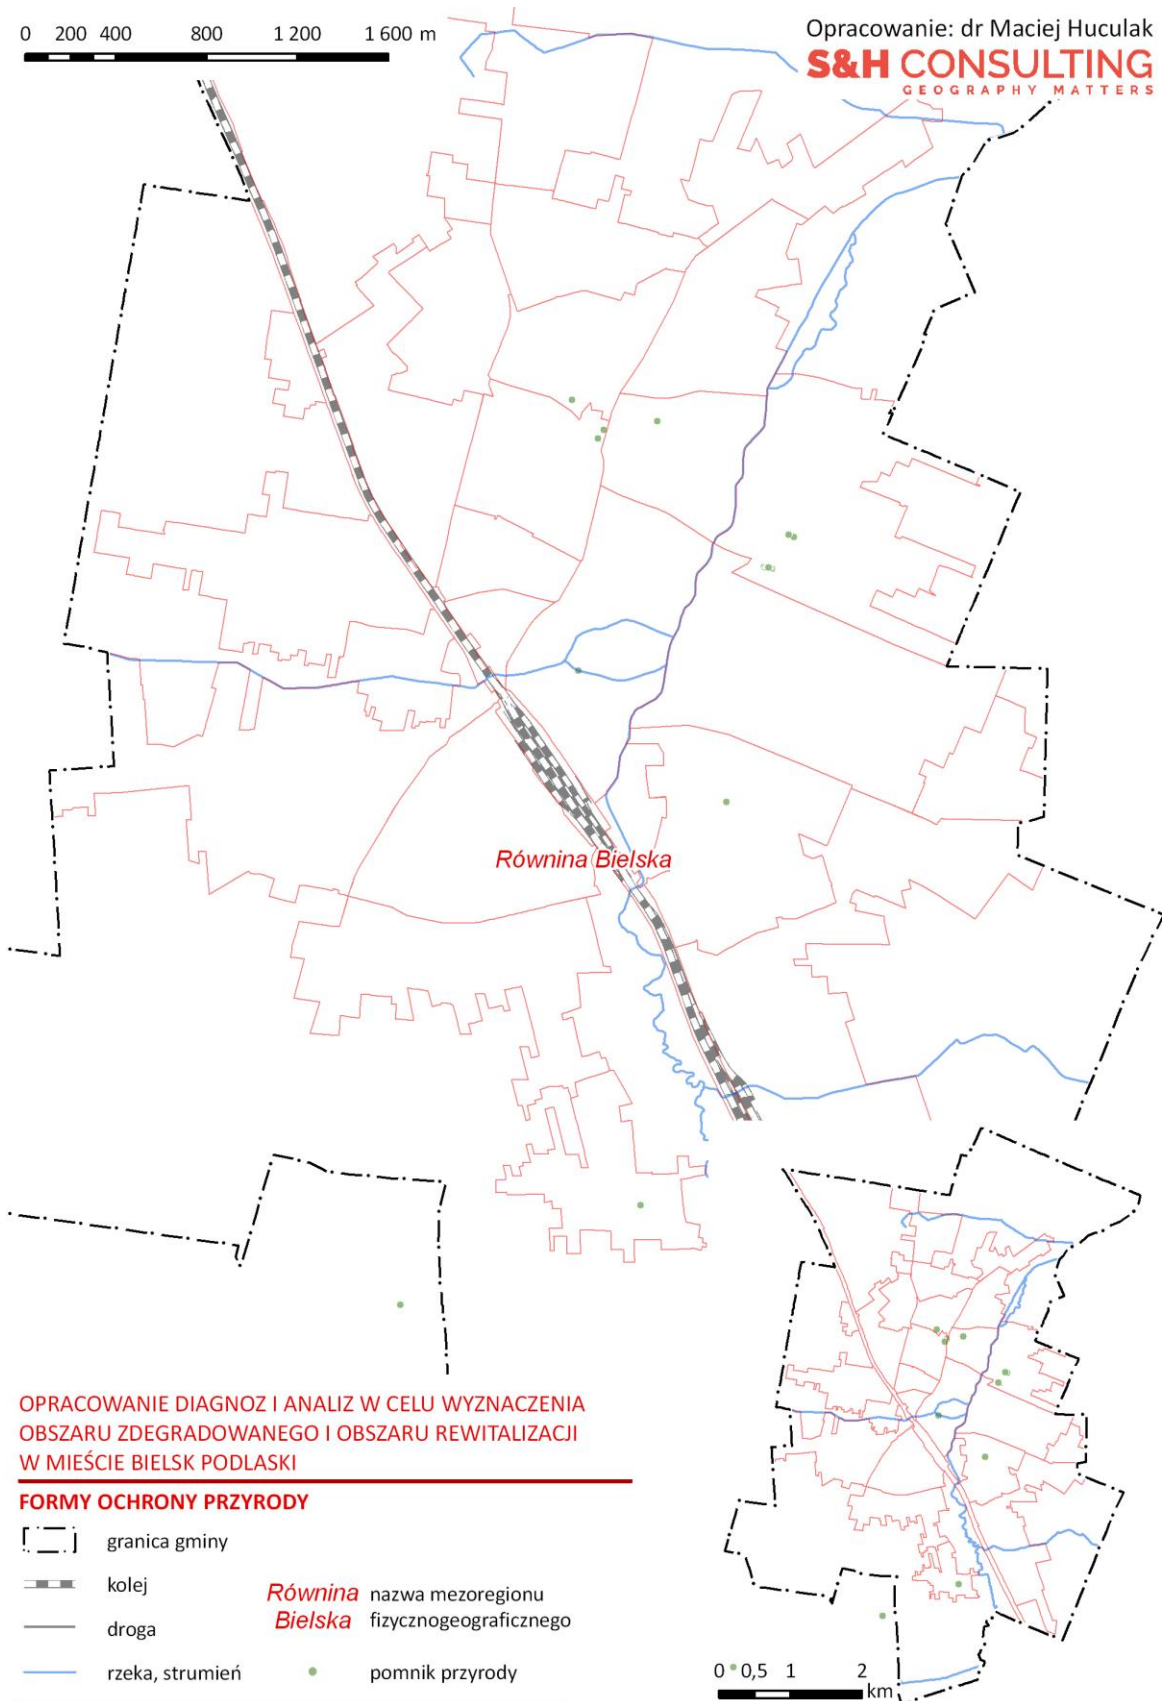 0 200 400 800 1 200 1 600 m
Opracowanie: dr Maciej Huculak
S&H CONSULTING
GEOGRAPHY MATTERS
Równina Bielska
OPRACOWANIE DIAGNOZ I ANALIZ W CELU WYZNACZENIA
OBSZARU ZDEGRADOWANEGO I OBSZARU REWITALIZACJI
W MIEŚCIE BIELSK PODLASKI
FORMY OCHRONY PRZYRODY
granica gminy
kolej
droga
rzeka, strumień
Równina
Bielska
nazwa mezoregionu
fizycznogeograficznego
pomnik przyrody
0 0,5 1 2
km